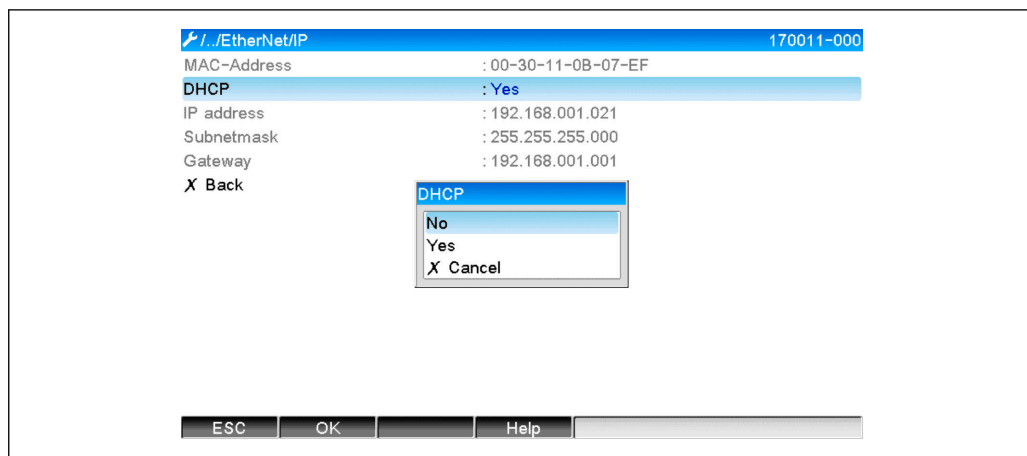 /../EtherNet/IP 170011-000
MAC-Address : 00-30-11-0B-07-EF
DHCP : Yes
IP address : 192.168.001.021
Subnetmask : 255.255.255.000
Gateway : 192.168.001.001
X Back
DHCP
No
Yes
X Cancel
ESC OK Help